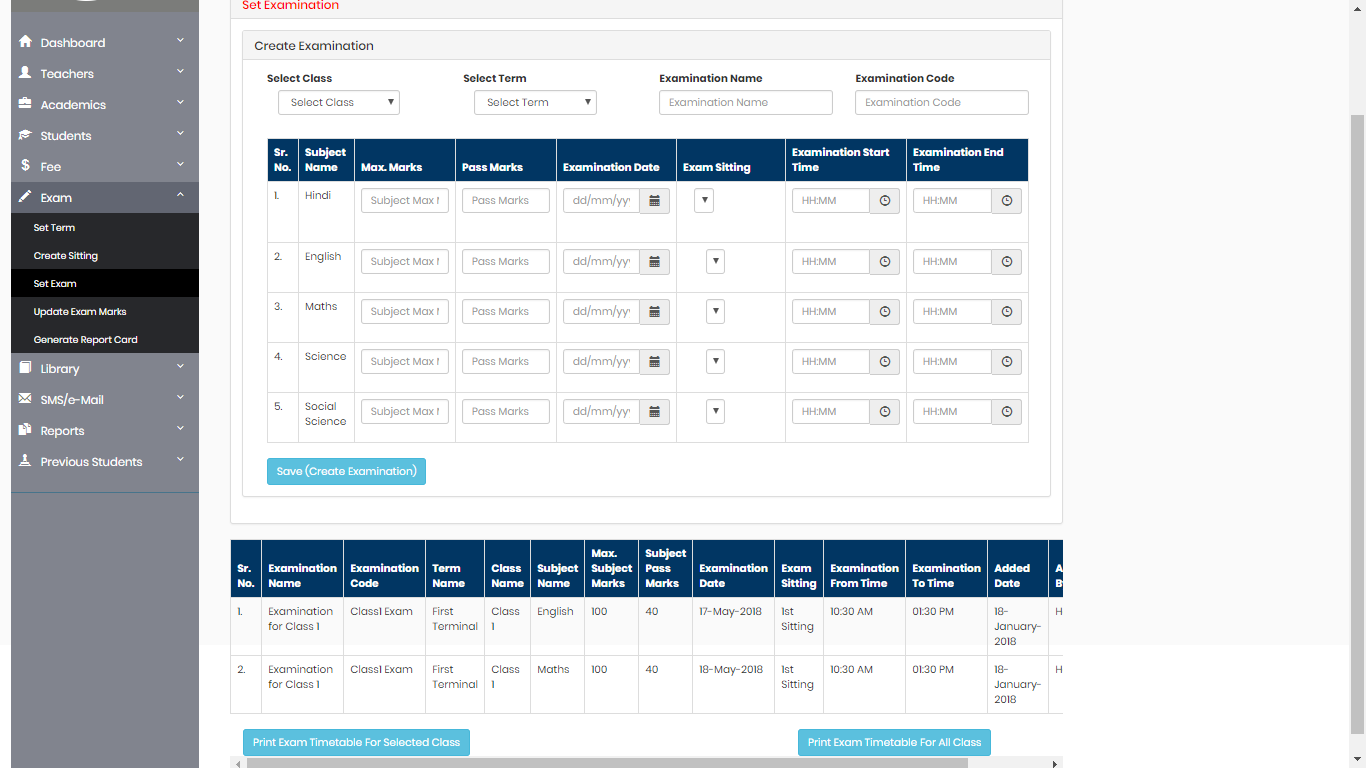 Set Examination
Dashboard
Teachers
Academics
Students
Fee
Exam
Set Term
Create Sitting
Set Exam
Update Exam Marks
Generate Report Card
Library
SMS/e-Mail
Reports
Previous Students
Create Examination
Select Class Select Term Examination Name Examination Code
Select Class Select Term Examination Name Examination Code
Sr. No. Subject Name Max. Marks Pass Marks Examination Date Exam Sitting Examination Start Time Examination End Time
1. Hindi Subject Max Pass Marks dd/mm/yy HH:MM HH:MM
2. English Subject Max Pass Marks dd/mm/yy HH:MM HH:MM
3. Maths Subject Max Pass Marks dd/mm/yy HH:MM HH:MM
4. Science Subject Max Pass Marks dd/mm/yy HH:MM HH:MM
5. Social Science Subject Max Pass Marks dd/mm/yy HH:MM HH:MM
Save (Create Examination)
Sr. No. Examination Name Examination Code Term Name Class Name Subject Name Max. Subject Marks Subject Pass Marks Examination Date Exam Sitting Examination From Time Examination To Time Added Date
1. Examination for Class 1 Class1 Exam First Terminal Class 1 English 100 40 17-May-2018 1st Sitting 10:30 AM 01:30 PM 18-January-2018 H
2. Examination for Class 1 Class1 Exam First Terminal Class 1 Maths 100 40 18-May-2018 1st Sitting 10:30 AM 01:30 PM 18-January-2018 H
Print Exam Timetable For Selected Class Print Exam Timetable For All Class